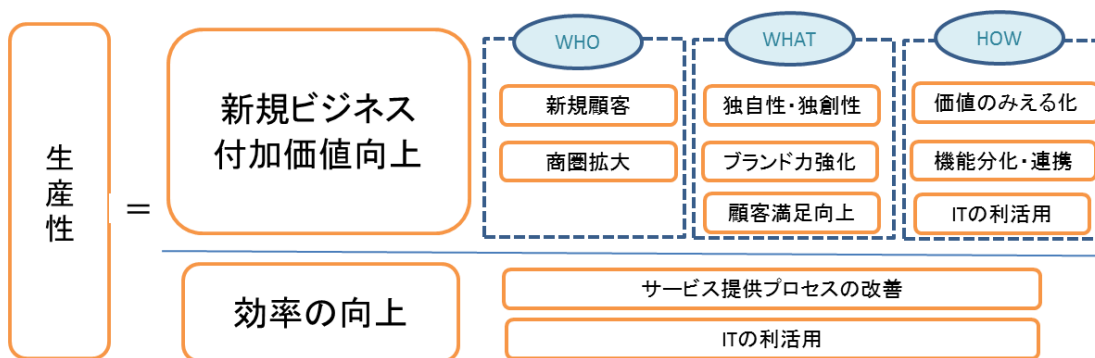 生産性
=
新規ビジネス
付加価値向上
WHO
新規顧客
商圏拡大
WHAT
独自性・独創性
ブランド力強化
顧客満足向上
HOW
価値のみえる化
機能分化・連携
ITの利活用
効率の向上
サービス提供プロセスの改善
ITの利活用